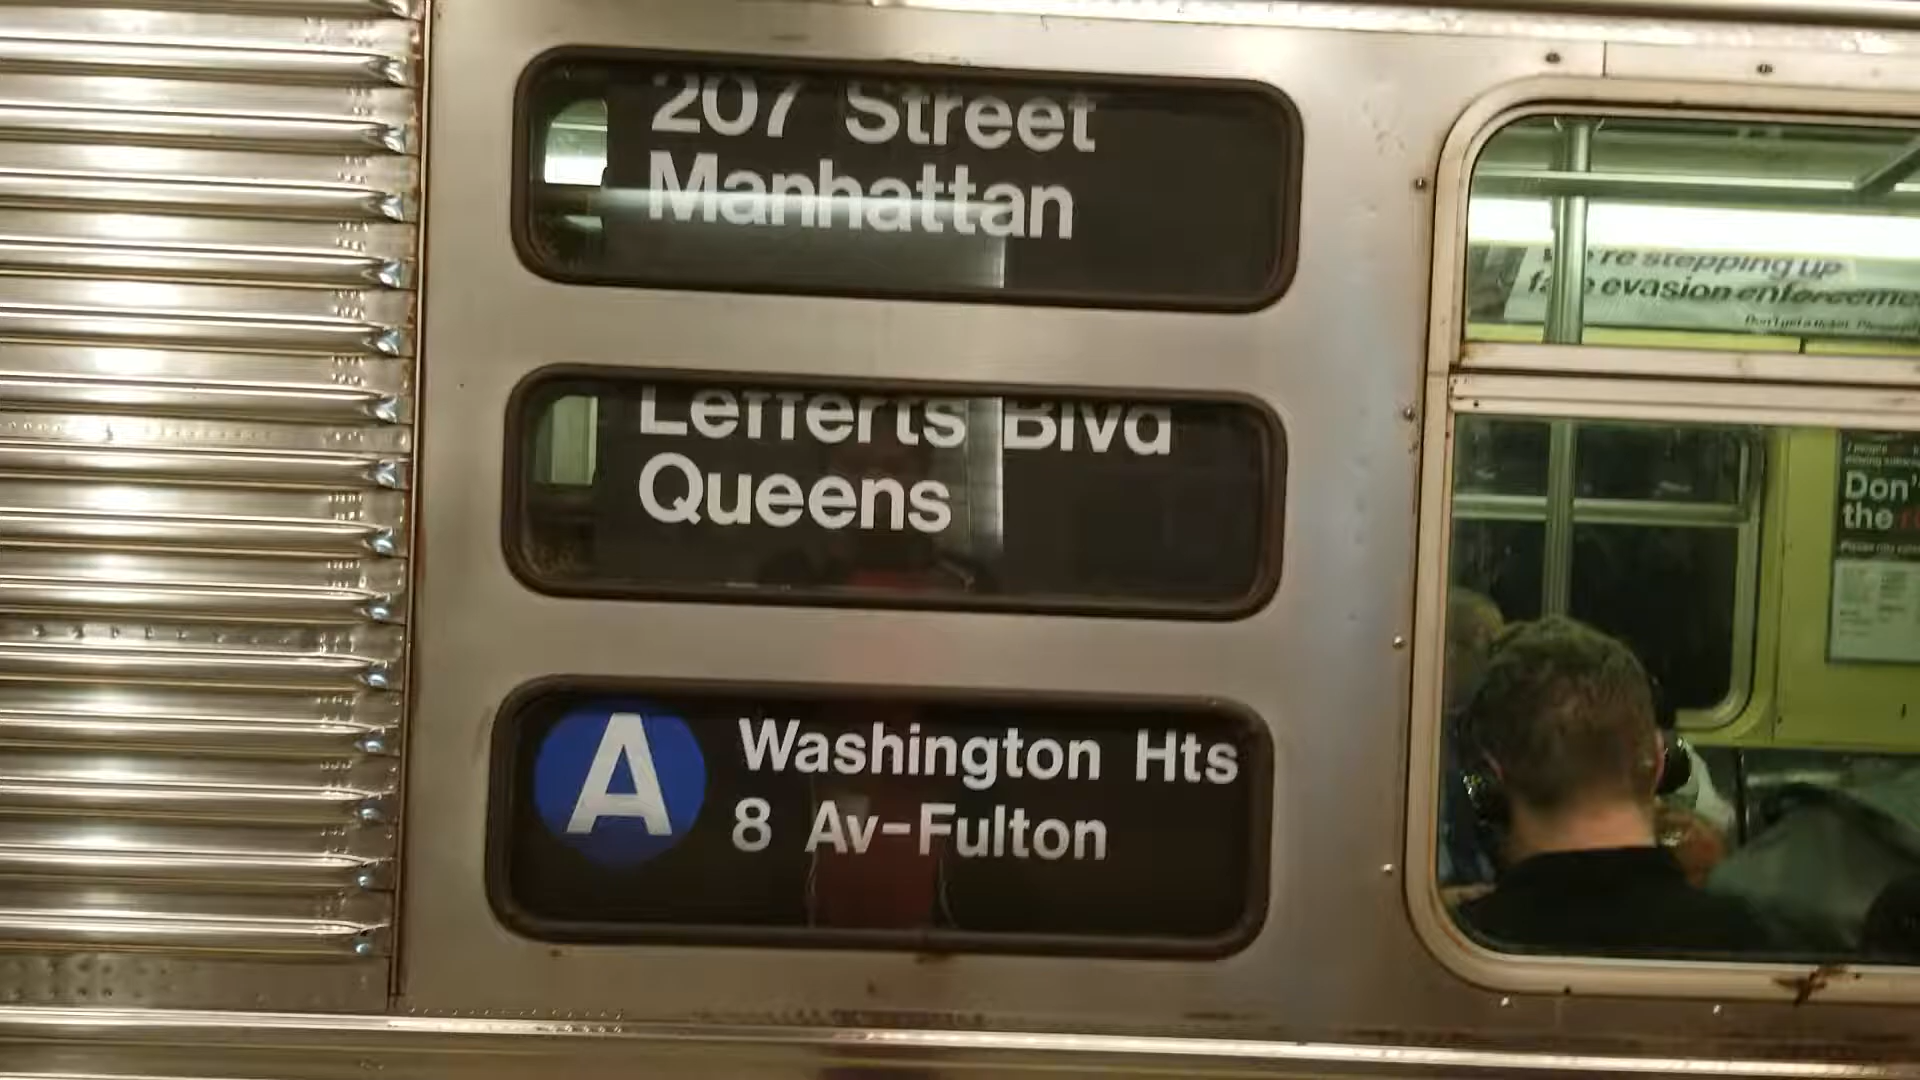 207 Street
Manhattan
Lefferts Blvd
Queens
A
Washington Hts
8 Av-Fulton
We're stepping up
fare evasion enforceme
Don'
the